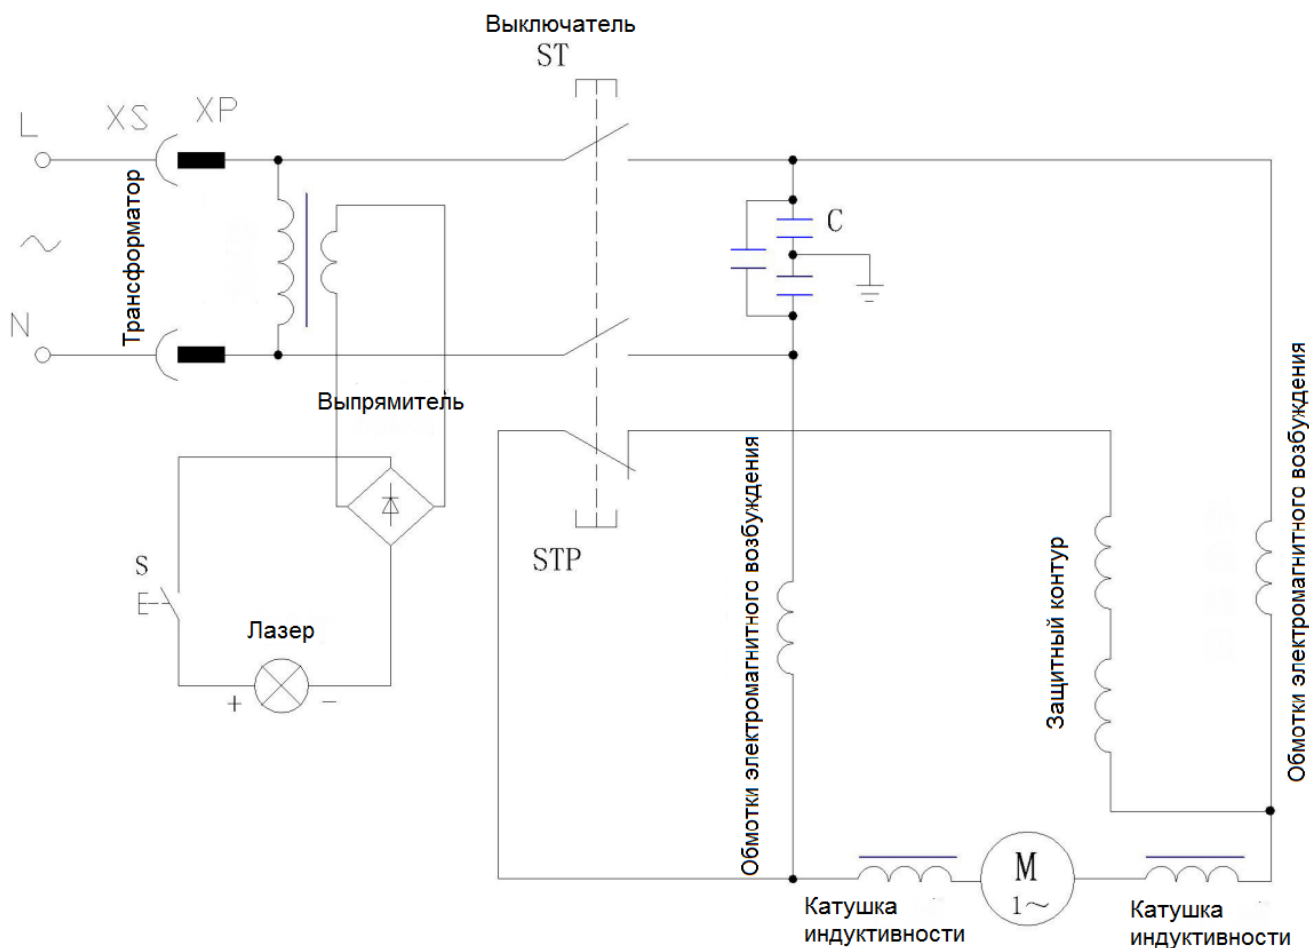 Выключатель
ST
L
XS
XP
Трансформатор
C
N
Выпрямитель
STP
S
Лазер
+
−
Обмотки электромагнитного возбуждения
Защитный контур
Обмотки электромагнитного возбуждения
M
1~
Катушка
индуктивности
Катушка
индуктивности